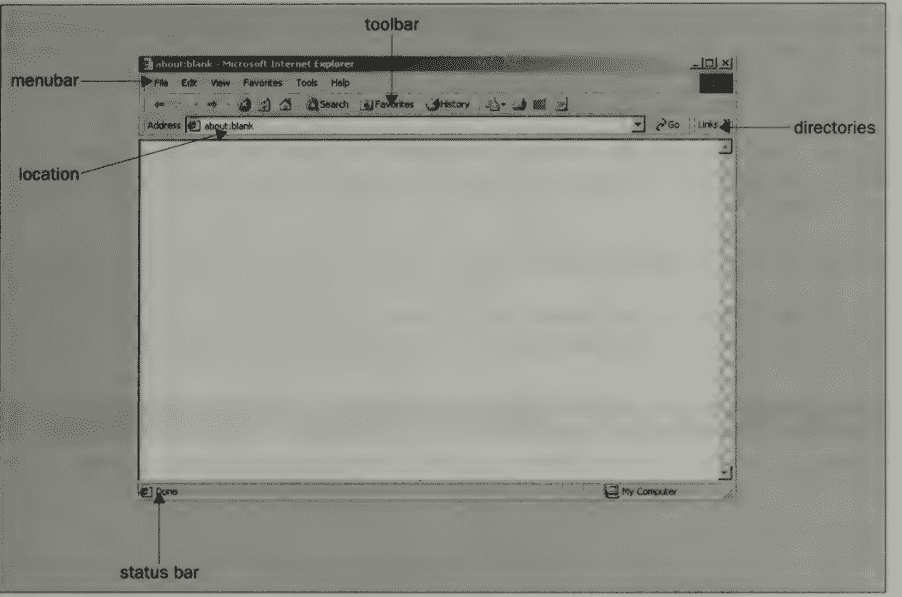 toolbar
about:blank - Microsoft Internet Explorer
menubar
File Edit View Favorites Tools Help
Search Favorites History
Address about:blank Go Links
directories
location
Done My Computer
status bar